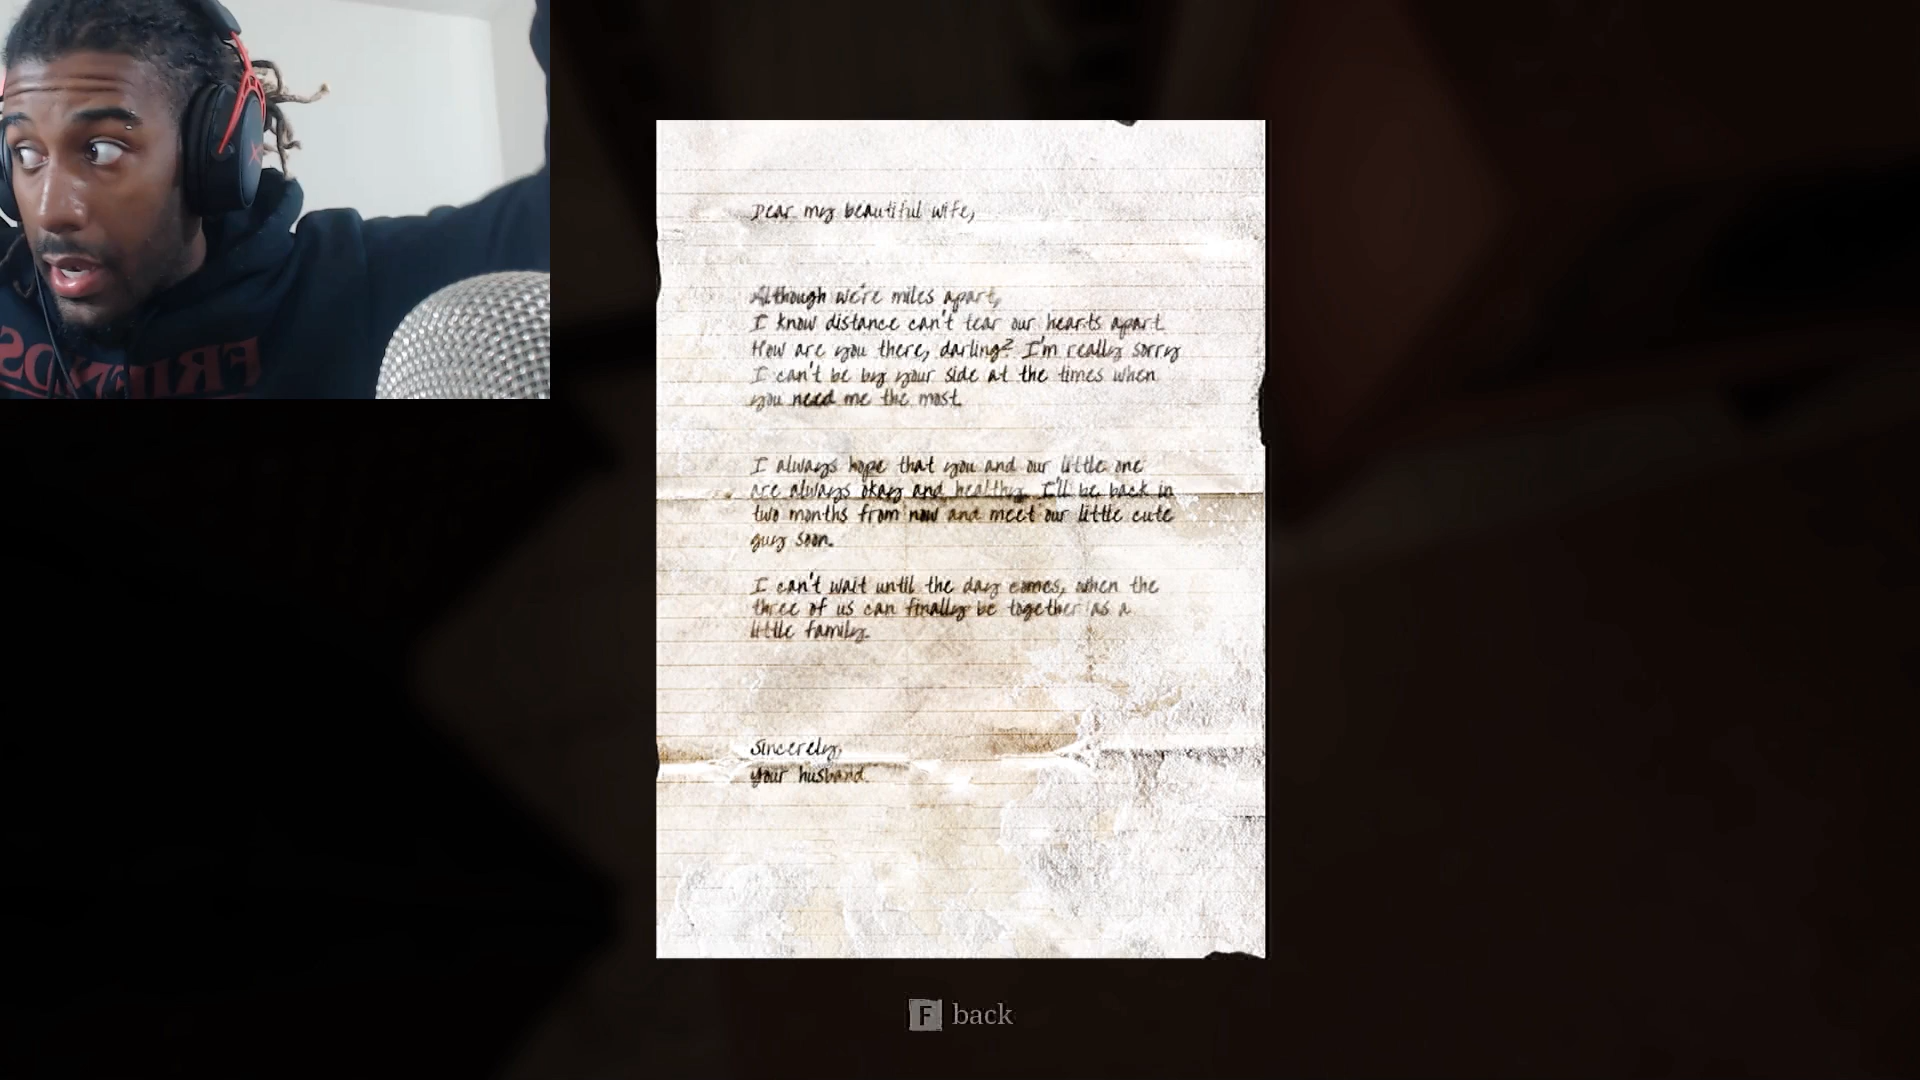 Dear my beautiful wife,
Although we're miles apart,
I know distance can't tear our hearts apart.
How are you there, darling? I'm really sorry
I can't be by your side at the times when
you need me the most.
I always hope that you and our little one
are always okay and healthy. I'll be back in
two months from now and meet our little cute
guy soon.
I can't wait until the day comes, when the
three of us can finally be together as a
little family.
Sincerely,
your husband.
F back
FRIENDS